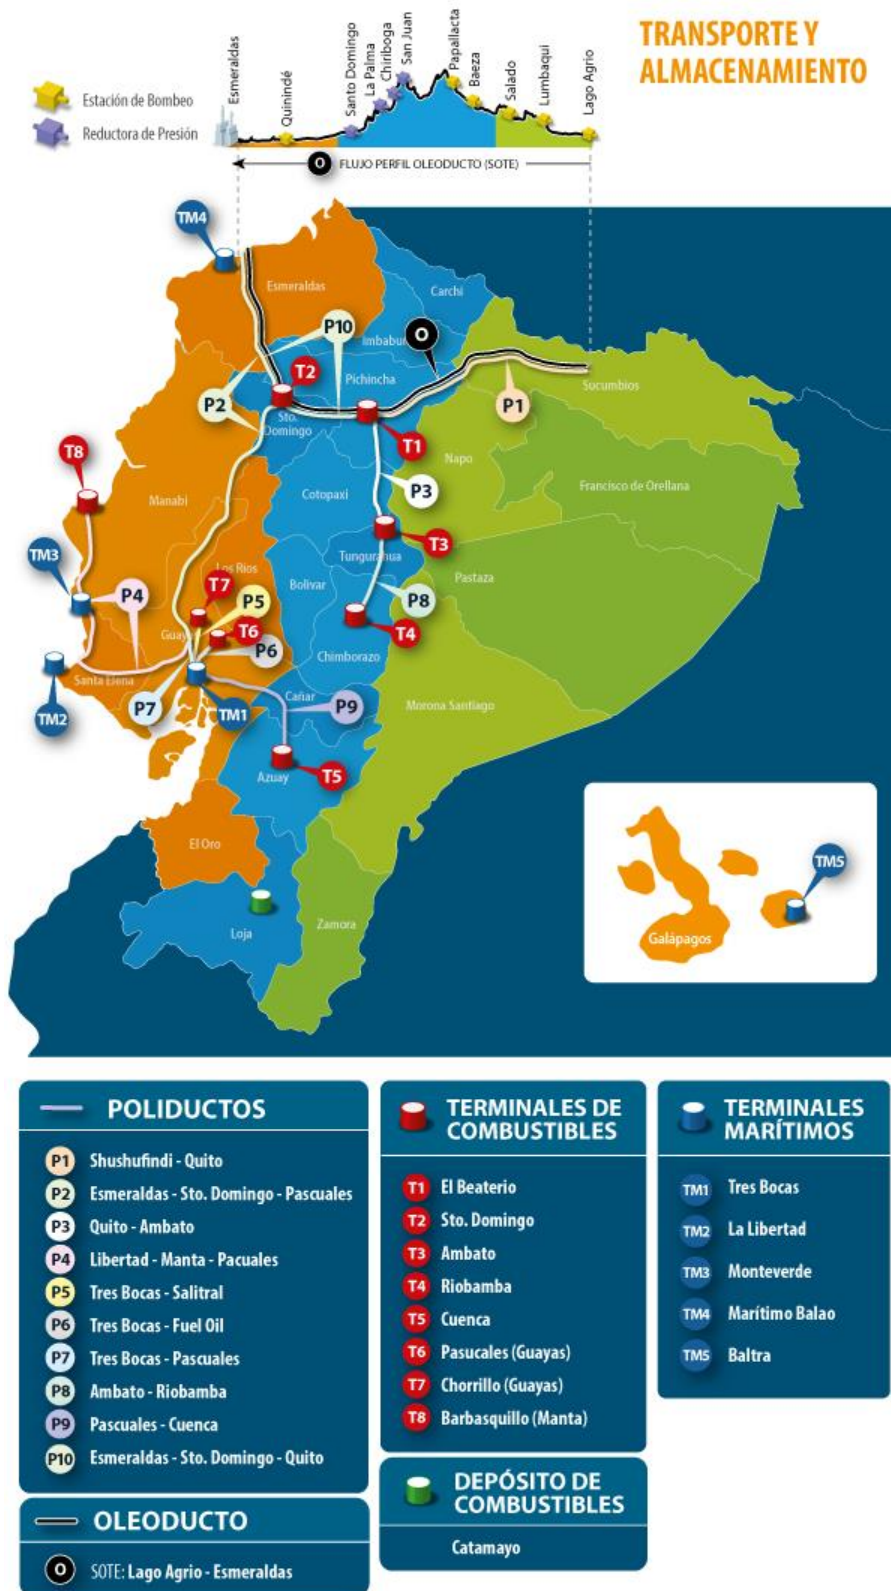 TRANSPORTE Y
ALMACENAMIENTO
Estación de Bombeo
Reductora de Presión
Esmeraldas
Quinindé
Santo Domingo
La Palma
Chiriboga
San Juan
Papallacta
Baeza
Salado
Lumbaqui
Lago Agrio
O FLUJO PERFIL OLEODUCTO (SOTE)
TM4
Esmeraldas
Carchi
P10
Imbabur
O
T2
Pichincha
Sucumbios
P2
P1
Sto.
Domingo
T1
T8
Napo
Manabi
Cotopaxi
P3
Francisco de Orellana
TM3
T3
Los Rios
Tungurahua
T7
Pastaza
P4
P5
Bolivar
P8
Guaya
T6
T4
P6
Chimborazo
Santa Elena
TM2
P7
TM1
Cañar
P9
Morona Santiago
Azuay
T5
El Oro
TM5
Loja
Zamora
Galápagos
POLIDUCTOS
P1 Shushufindi - Quito
P2 Esmeraldas - Sto. Domingo - Pascuales
P3 Quito - Ambato
P4 Libertad - Manta - Pacuales
P5 Tres Bocas - Salitral
P6 Tres Bocas - Fuel Oil
P7 Tres Bocas - Pascuales
P8 Ambato - Riobamba
P9 Pascuales - Cuenca
P10 Esmeraldas - Sto. Domingo - Quito
OLEODUCTO
O SOTE: Lago Agrio - Esmeraldas
TERMINALES DE
COMBUSTIBLES
T1 El Beaterio
T2 Sto. Domingo
T3 Ambato
T4 Riobamba
T5 Cuenca
T6 Pasucales (Guayas)
T7 Chorrillo (Guayas)
T8 Barbasquillo (Manta)
DEPÓSITO DE
COMBUSTIBLES
Catamayo
TERMINALES
MARÍTIMOS
TM1 Tres Bocas
TM2 La Libertad
TM3 Monteverde
TM4 Marítimo Balao
TM5 Baltra